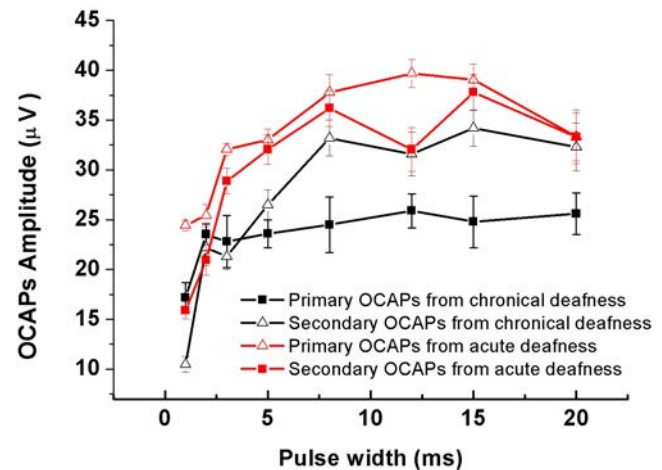 45
40
35
30
25
20
15
10
OCAPs Amplitude (μ V)
Primary OCAPs from chronical deafness
Secondary OCAPs from chronical deafness
Primary OCAPs from acute deafness
Secondary OCAPs from acute deafness
0 5 10 15 20
Pulse width (ms)